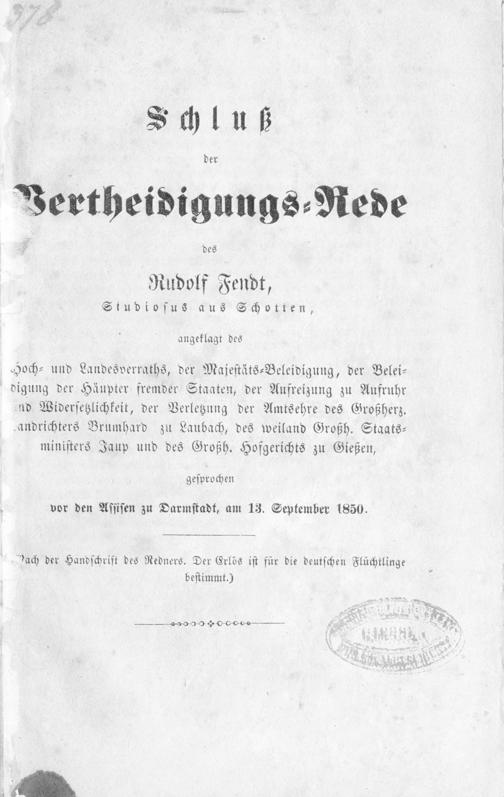 378
Schluß
der
Vertheidigungs-Rede
des
Rudolf Fendt,
Studiosus aus Schotten,
angeklagt des
Hoch- und Landesverraths, der Majestäts-Beleidigung, der Belei-
digung der Häupter fremder Staaten, der Aufreizung zu Aufruhr
und Widersetzlichkeit, der Verletzung der Amtsehre des Großherz.
Landrichters Brumhard zu Laubach, des weiland Großh. Staats-
ministers Jaup und des Großh. Hofgerichts zu Gießen,
gesprochen
vor den Assisen zu Darmstadt, am 13. September 1850.
Nach der Handschrift des Redners. Der Erlös ist für die deutschen Flüchtlinge
bestimmt.)